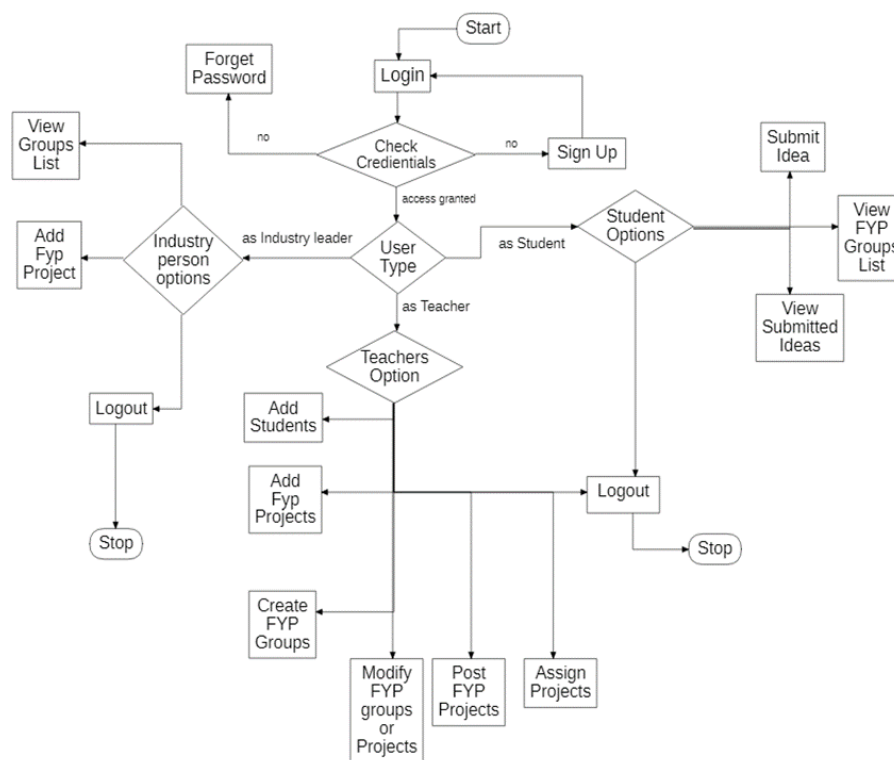 Start
Forget
Password
Login
View
Groups
List
no
Check
Credentials
no
Sign Up
Submit
Idea
access granted
Add
Fyp
Project
Industry
person
options
as Industry leader
User
Type
as Student
Student
Options
View
FYP
Groups
List
as Teacher
View
Submitted
Ideas
Teachers
Option
Logout
Add
Students
Add
Fyp
Projects
Logout
Stop
Stop
Create
FYP
Groups
Modify
FYP
groups
or
Projects
Post
FYP
Projects
Assign
Projects